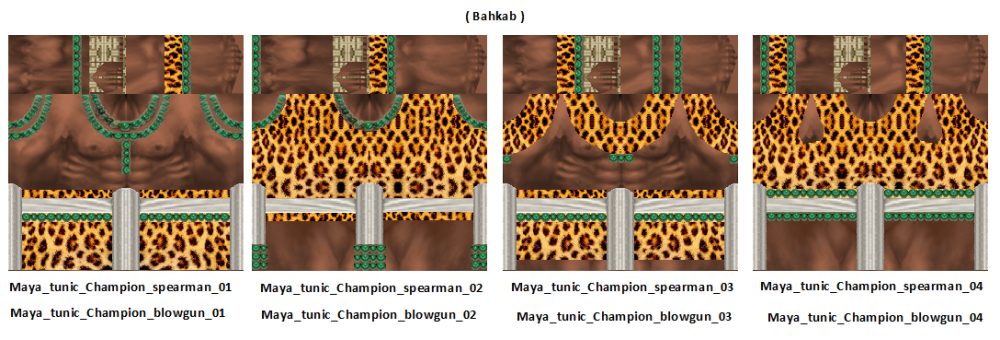 ( Bahkab )
Maya_tunic_Champion_spearman_01
Maya_tunic_Champion_spearman_02
Maya_tunic_Champion_spearman_03
Maya_tunic_Champion_spearman_04
Maya_tunic_Champion_blowgun_01
Maya_tunic_Champion_blowgun_02
Maya_tunic_Champion_blowgun_03
Maya_tunic_Champion_blowgun_04